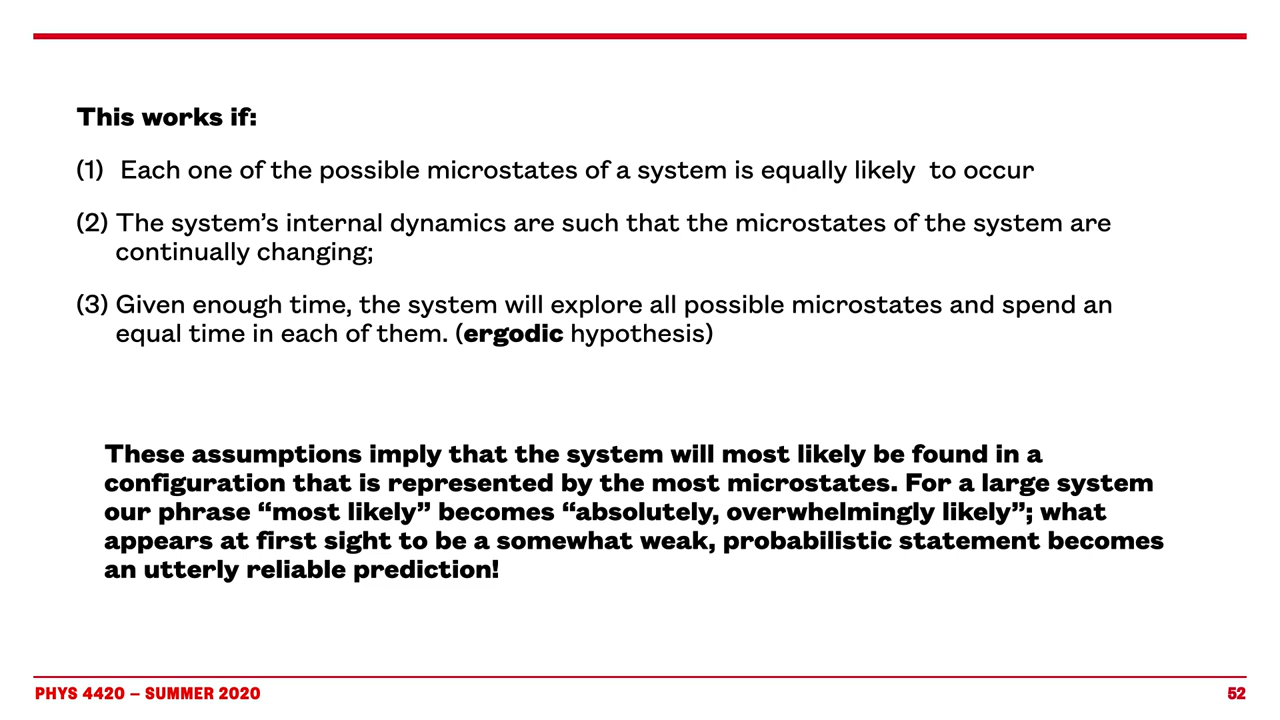 This works if:
(1) Each one of the possible microstates of a system is equally likely  to occur
(2) The system’s internal dynamics are such that the microstates of the system are
continually changing;
(3) Given enough time, the system will explore all possible microstates and spend an
equal time in each of them. (ergodic hypothesis)
These assumptions imply that the system will most likely be found in a
configuration that is represented by the most microstates. For a large system
our phrase “most likely” becomes “absolutely, overwhelmingly likely”; what
appears at first sight to be a somewhat weak, probabilistic statement becomes
an utterly reliable prediction!
PHYS 4420 – SUMMER 2020
52